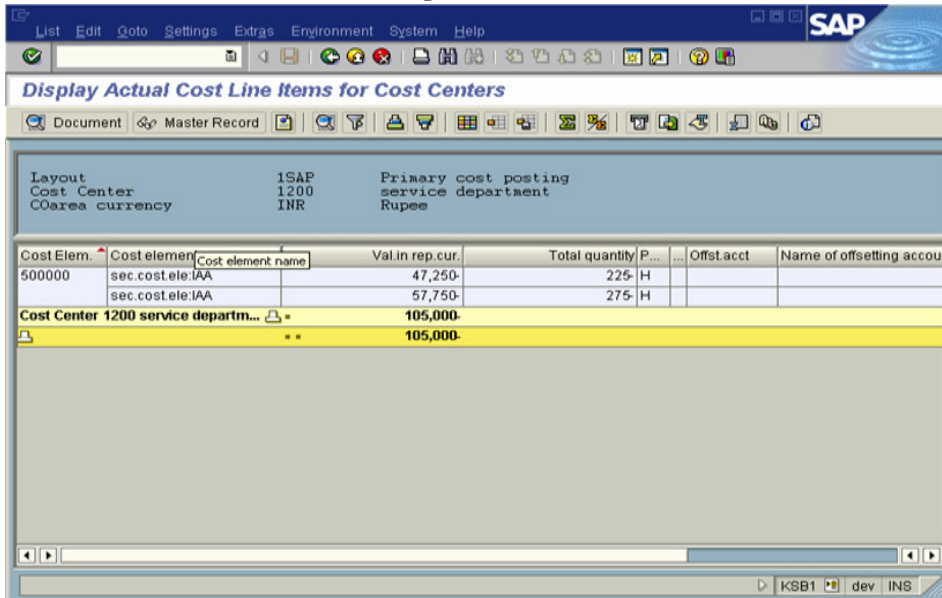 List Edit Goto Settings Extras Environment System Help
SAP
Display Actual Cost Line Items for Cost Centers
Document Master Record
Layout 1SAP Primary cost posting
Cost Center 1200 service department
COarea currency INR Rupee
Cost Elem. Cost elemen Val.in rep.cur. Total quantity P... ... Offst.acct Name of offsetting accou
Cost element name
500000 sec.cost.ele:IAA 47,250- 225- H
sec.cost.ele:IAA 57,750- 275- H
Cost Center 1200 service departm... 105,000-
105,000-
KSB1 dev INS